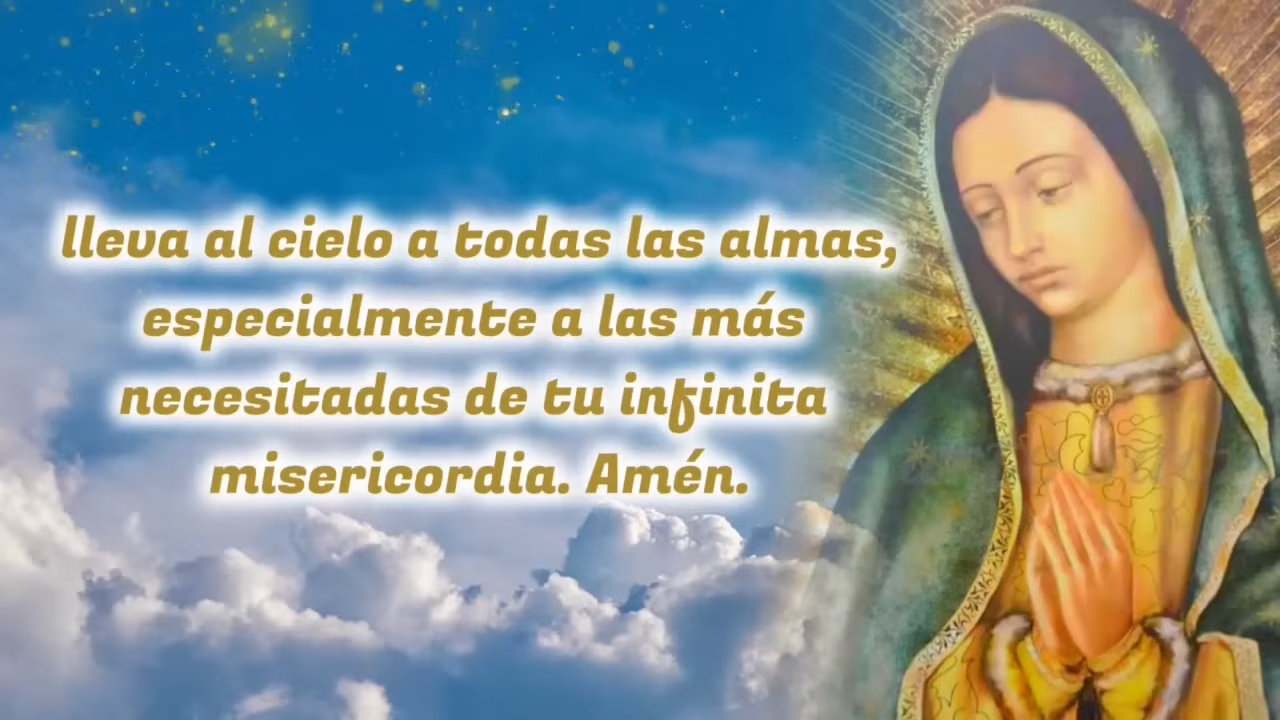 lleva al cielo a todas las almas,
especialmente a las más
necesitadas de tu infinita
misericordia. Amén.